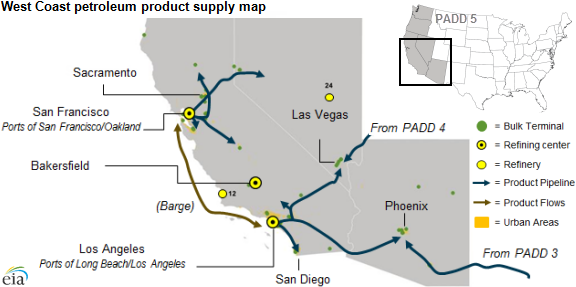 West Coast petroleum product supply map
PADD 5
Sacramento
San Francisco
Ports of San Francisco/Oakland
Bakersfield
(Barge)
Los Angeles
Ports of Long Beach/Los Angeles
San Diego
24
Las Vegas
12
From PADD 4
Phoenix
From PADD 3
= Bulk Terminal
= Refining center
= Refinery
= Product Pipeline
= Product Flows
= Urban Areas
eia